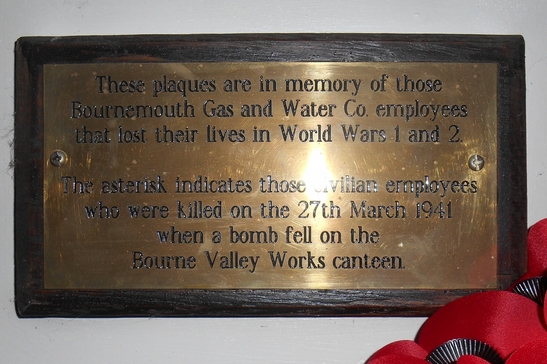 These plaques are in memory of those
Bournemouth Gas and Water Co. employees
that lost their lives in World Wars 1 and 2.
The asterisk indicates those civilian employees
who were killed on the 27th March 1941
when a bomb fell on the
Bourne Valley Works canteen.